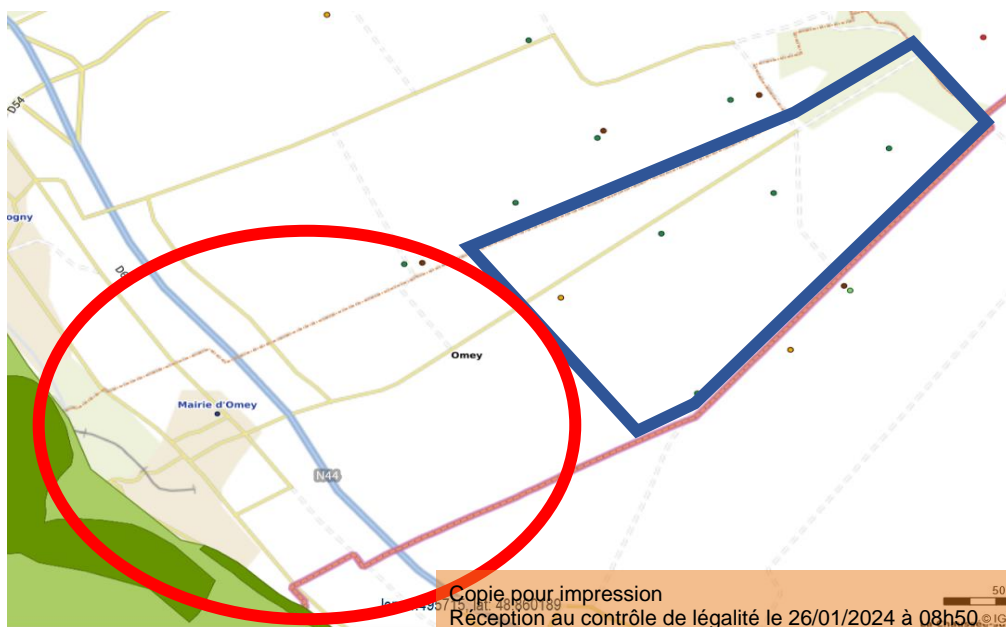 D54
ogny
Omey
Mairie d'Omey
N44
Copie pour impression
Réception au contrôle de légalité le 26/01/2024 à 08h50
50